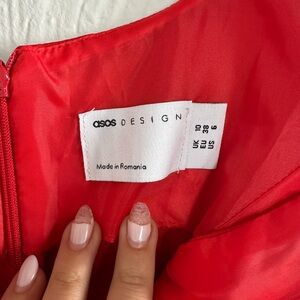 asos DESIGN
Made in Romania
UK 10
EU 38
US 6